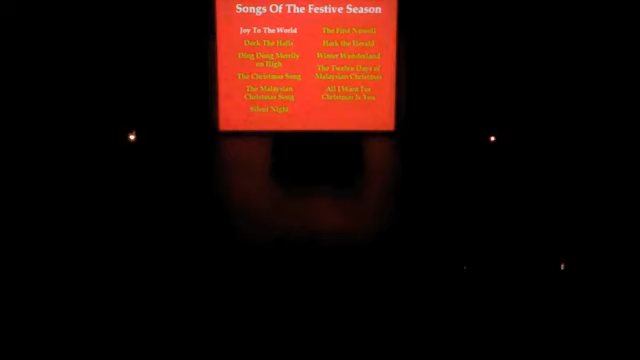 Songs Of The Festive Season
Joy To The World
Deck The Halls
Ding Dong Merrily
on High
The Christmas Song
The Malaysian
Christmas Song
Silent Night
The First Nowell
Hark the Herald
Winter Wonderland
The Twelve Days of
Malaysian Christmas
All I Want For
Christmas Is You